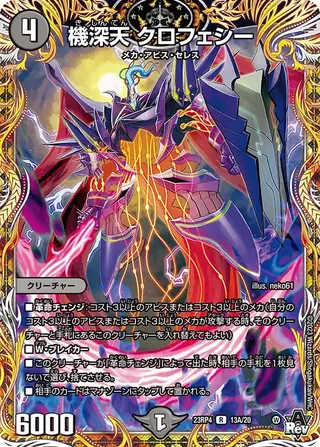 4
き しん てん
機深天 クロフェシー
メカ・アビス・セレス
illus. neko61
クリーチャー
■革命チェンジ:コスト3以上のアビスまたはコスト3以上のメカ(自分の
コスト3以上のアビスまたはコスト3以上のメカが攻撃する時、そのクリー
チャーと手札にあるこのクリーチャーを入れ替えてもよい)
■W・ブレイカー
■このクリーチャーが「革命チェンジ」によって出た時、相手の手札を1枚見
ないで選び、捨てさせる。
■相手のカードはマナゾーンにタップして置かれる。
6000
1
23RP4 R 13A/20 W
Rev